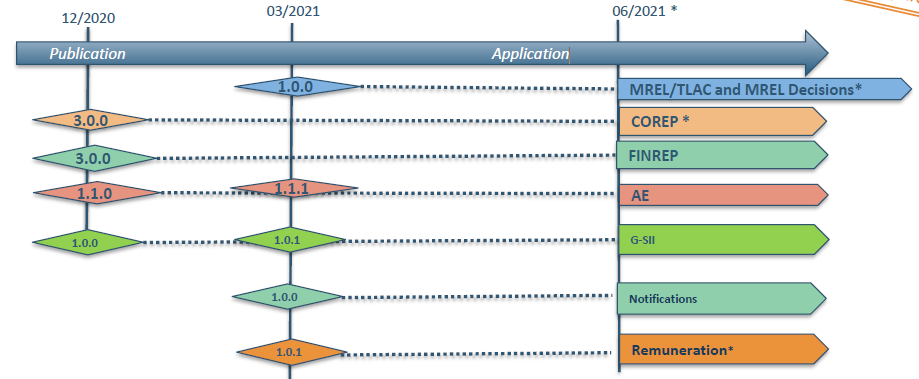 12/2020
03/2021
06/2021 *
Publication
Application
1.0.0
MREL/TLAC and MREL Decisions*
3.0.0
COREP *
3.0.0
FINREP
1.1.0
1.1.1
AE
1.0.0
1.0.1
G-SII
1.0.0
Notifications
1.0.1
Remuneration*